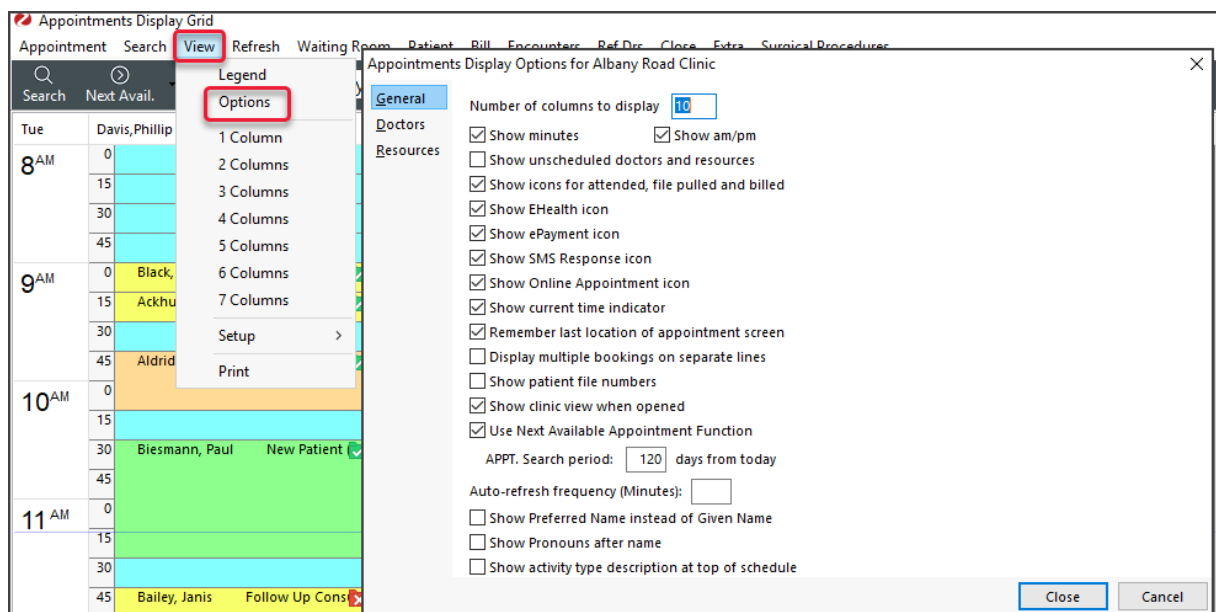 Appointments Display Grid
Appointment Search View Refresh Waiting Room Patient Bill Encounters Ref Drs Close Extra Surgical Procedures
Search Next Avail.
Tue Davis,Phillip
8 AM 0
15
30
45
9 AM 0 Black,
15 Ackhu
30
45 Aldrid
10 AM 0
15
30 Biesmann, Paul New Patient (
45
11 AM 0
15
30
45 Bailey, Janis Follow Up Cons
Legend
Options
1 Column
2 Columns
3 Columns
4 Columns
5 Columns
6 Columns
7 Columns
Setup >
Print
Appointments Display Options for Albany Road Clinic
General
Doctors
Resources
Number of columns to display 10
Show minutes Show am/pm
Show unscheduled doctors and resources
Show icons for attended, file pulled and billed
Show EHealth icon
Show ePayment icon
Show SMS Response icon
Show Online Appointment icon
Show current time indicator
Remember last location of appointment screen
Display multiple bookings on separate lines
Show patient file numbers
Show clinic view when opened
Use Next Available Appointment Function
APPT. Search period: 120 days from today
Auto-refresh frequency (Minutes):
Show Preferred Name instead of Given Name
Show Pronouns after name
Show activity type description at top of schedule
Close Cancel